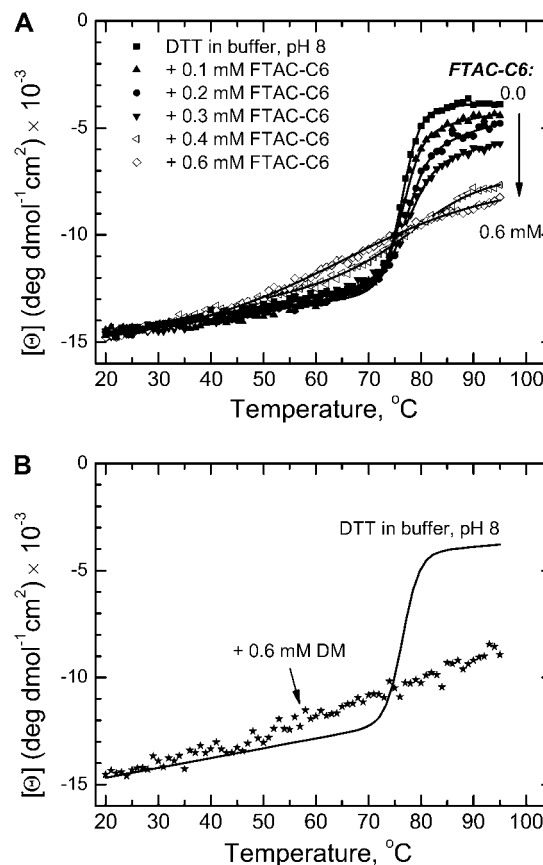 A
DTT in buffer, pH 8
+ 0.1 mM FTAC-C6
+ 0.2 mM FTAC-C6
+ 0.3 mM FTAC-C6
+ 0.4 mM FTAC-C6
+ 0.6 mM FTAC-C6
FTAC-C6:
0.0
0.6 mM
0
-5
-10
-15
[Θ] (deg dmol⁻¹cm²) × 10⁻³
20 30 40 50 60 70 80 90 100
Temperature, °C
B
DTT in buffer, pH 8
+ 0.6 mM DM
0
-5
-10
-15
[Θ] (deg dmol⁻¹cm²) × 10⁻³
20 30 40 50 60 70 80 90 100
Temperature, °C